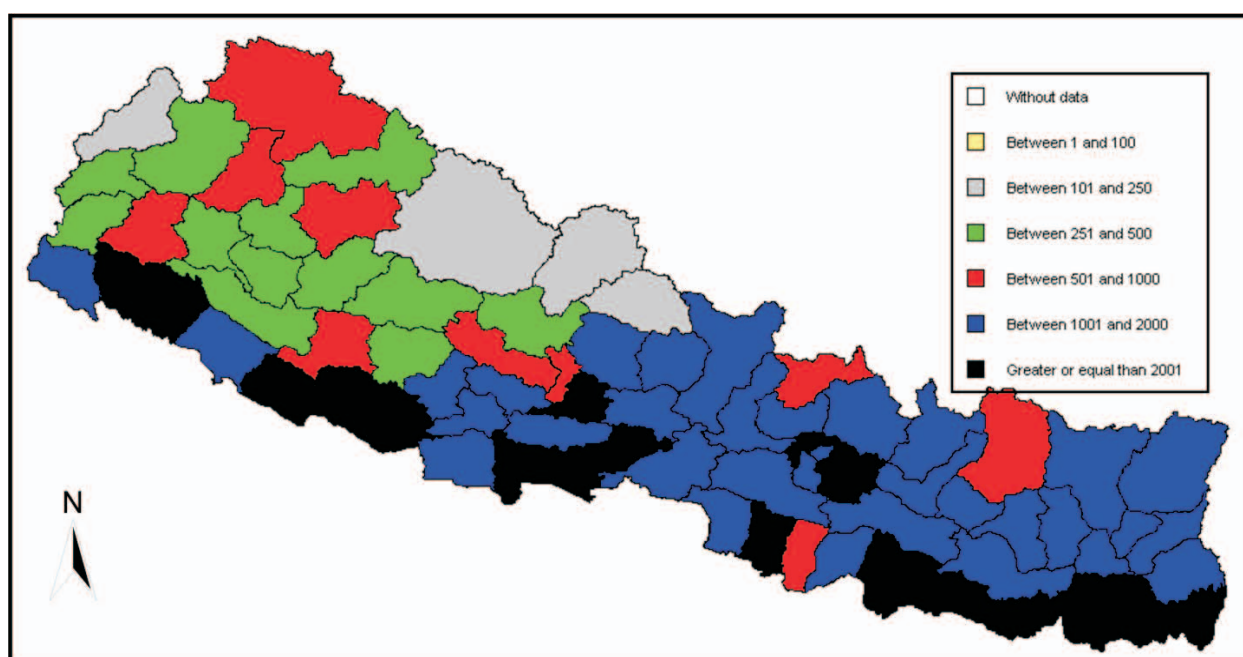 Without data
Between 1 and 100
Between 101 and 250
Between 251 and 500
Between 501 and 1000
Between 1001 and 2000
Greater or equal than 2001
N